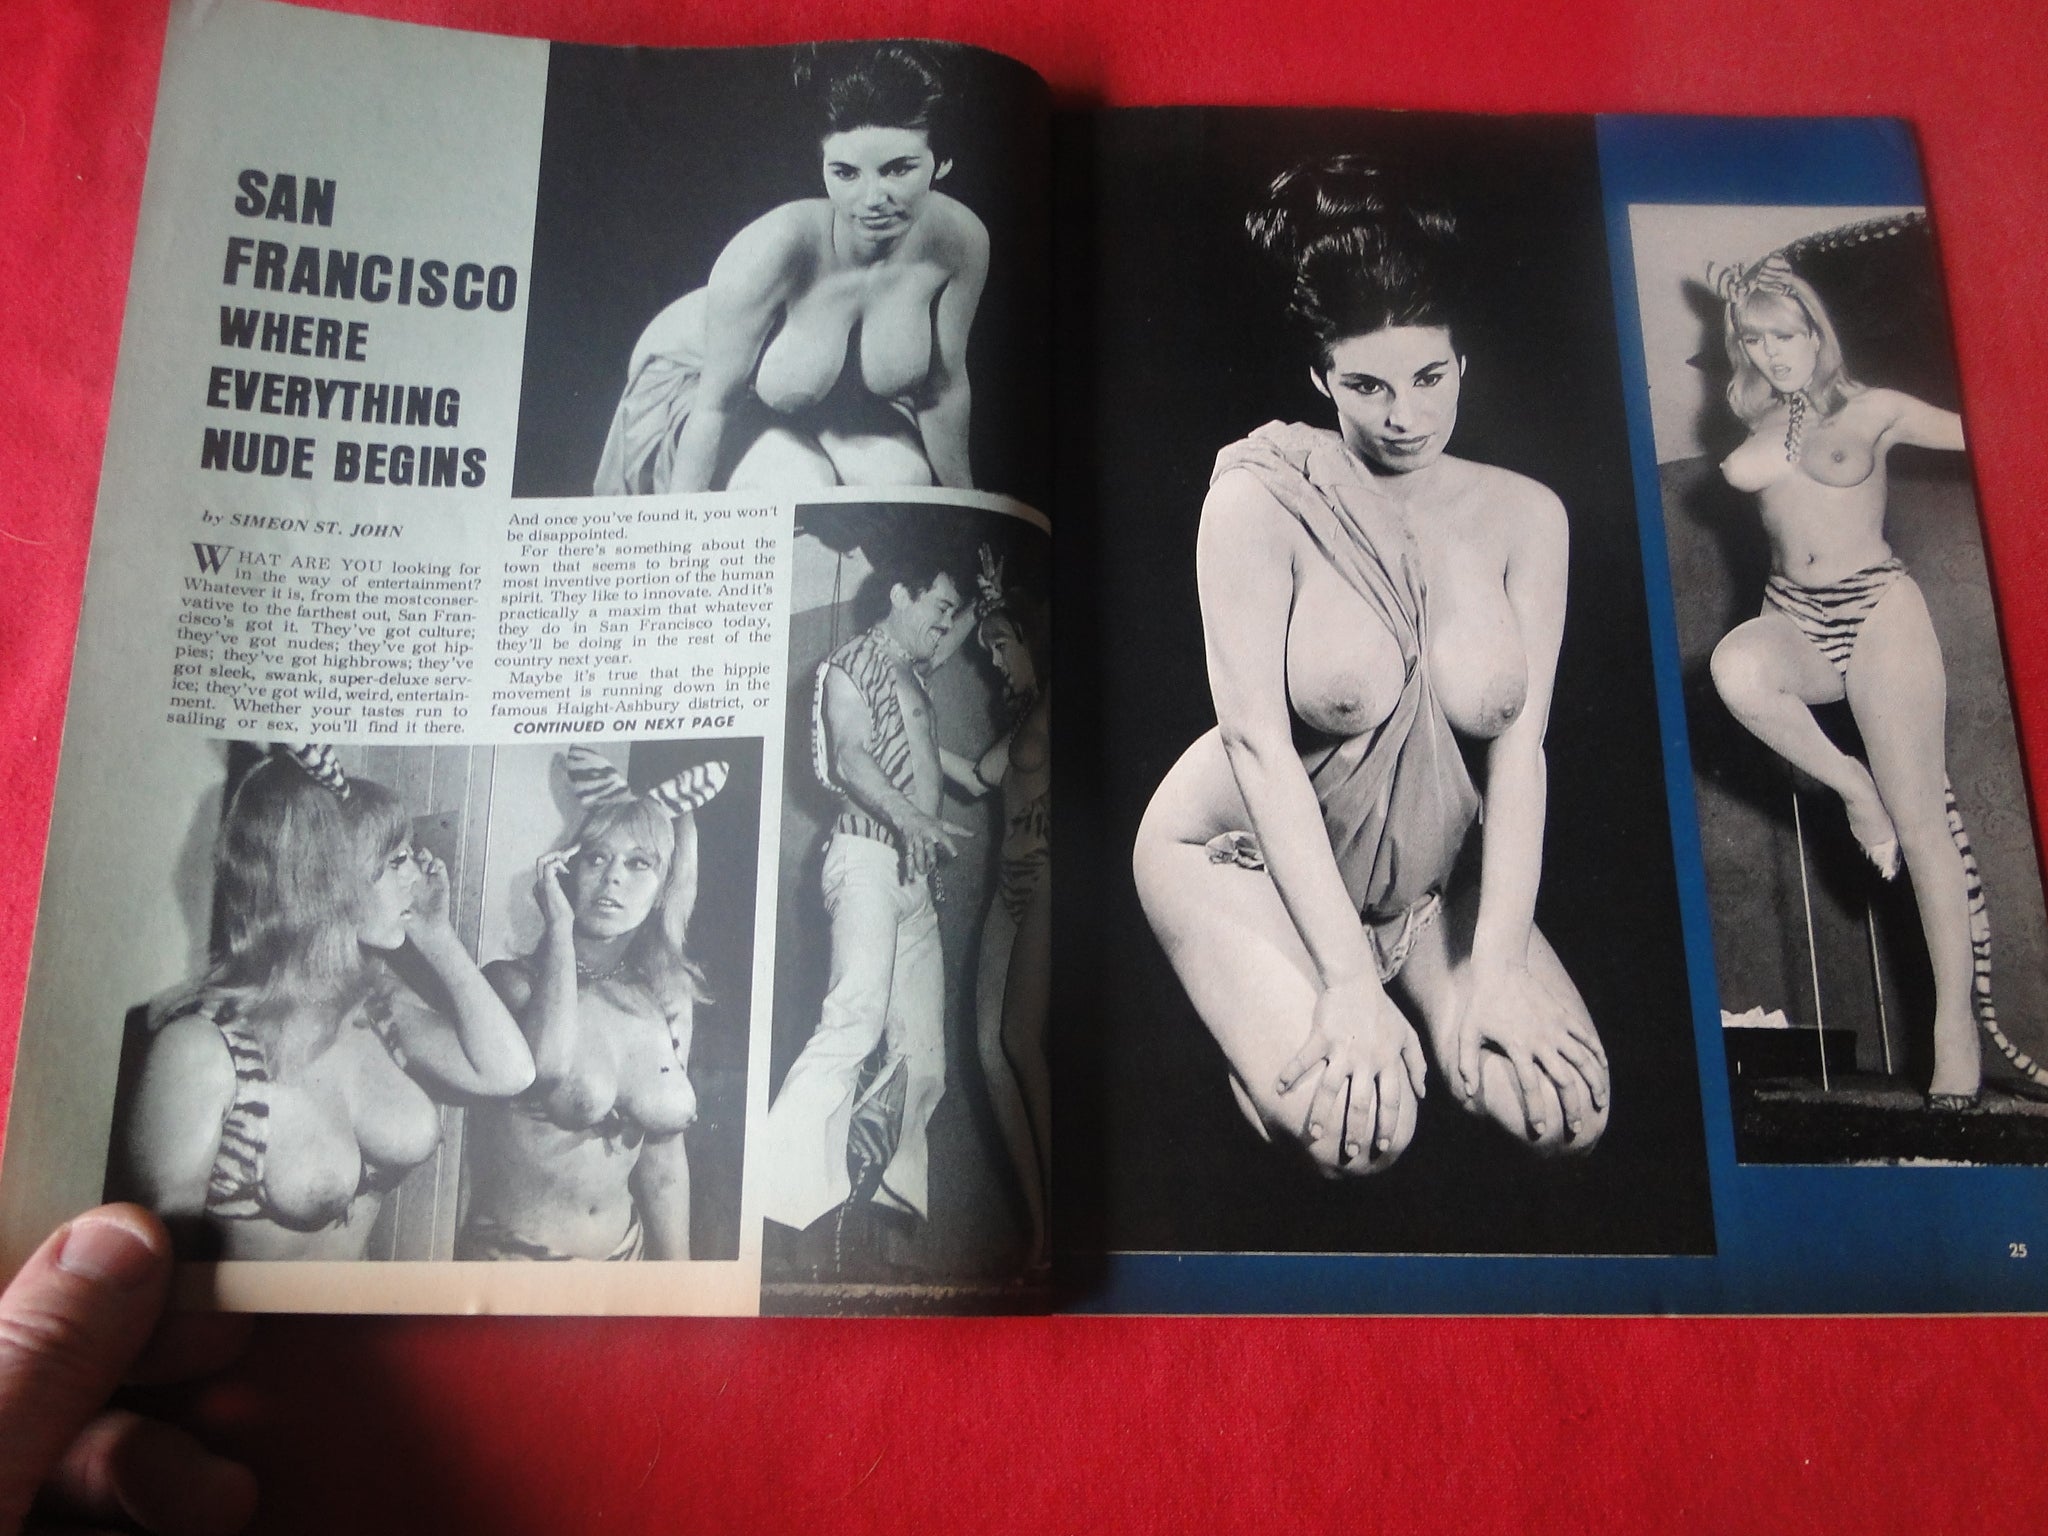 SAN
FRANCISCO
WHERE
EVERYTHING
NUDE BEGINS
by SIMEON ST. JOHN
WHAT ARE YOU looking for
in the way of entertainment?
Whatever it is, from the most conser-
vative to the farthest out, San Fran-
cisco's got it. They've got culture;
they've got nudes; they've got hip-
pies; they've got highbrows; they've
got sleek, swank, super-deluxe serv-
ice; they've got wild, weird, entertain-
ment. Whether your tastes run to
sailing or sex, you'll find it there.
And once you've found it, you won't
be disappointed.
For there's something about the
town that seems to bring out the
most inventive portion of the human
spirit. They like to innovate. And it's
practically a maxim that whatever
they do in San Francisco today,
they'll be doing in the rest of the
country next year.
Maybe it's true that the hippie
movement is running down in the
famous Haight-Ashbury district, or
CONTINUED ON NEXT PAGE
25